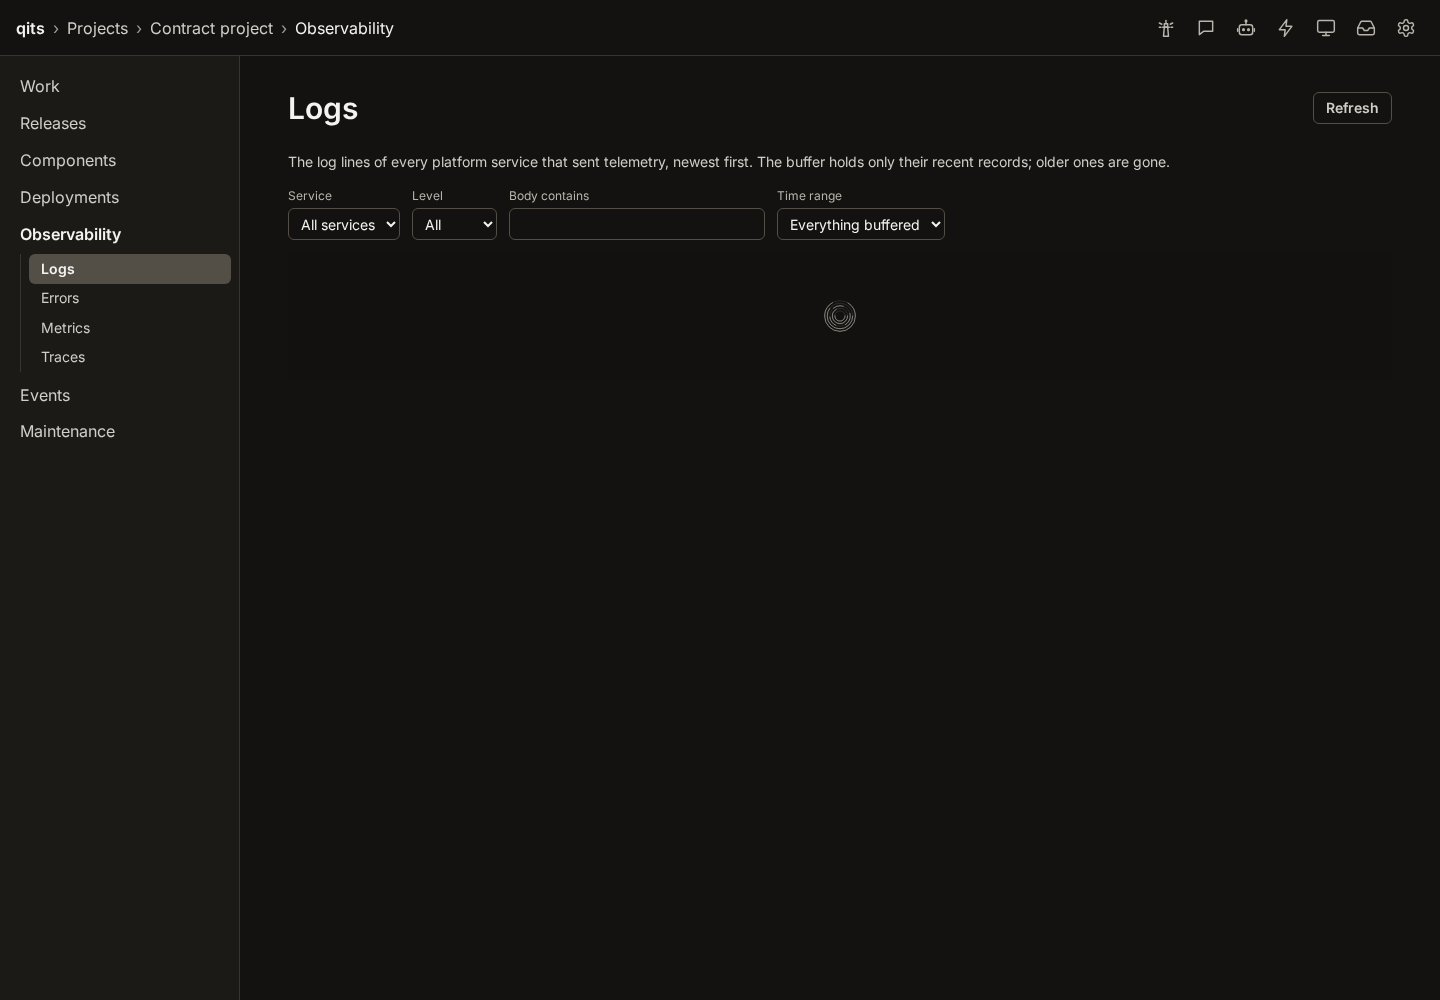 qits › Projects › Contract project › Observability
Work
Releases
Components
Deployments
Observability
Logs
Errors
Metrics
Traces
Events
Maintenance
Logs
Refresh
The log lines of every platform service that sent telemetry, newest first. The buffer holds only their recent records; older ones are gone.
Service Level Body contains Time range
All services All Everything buffered